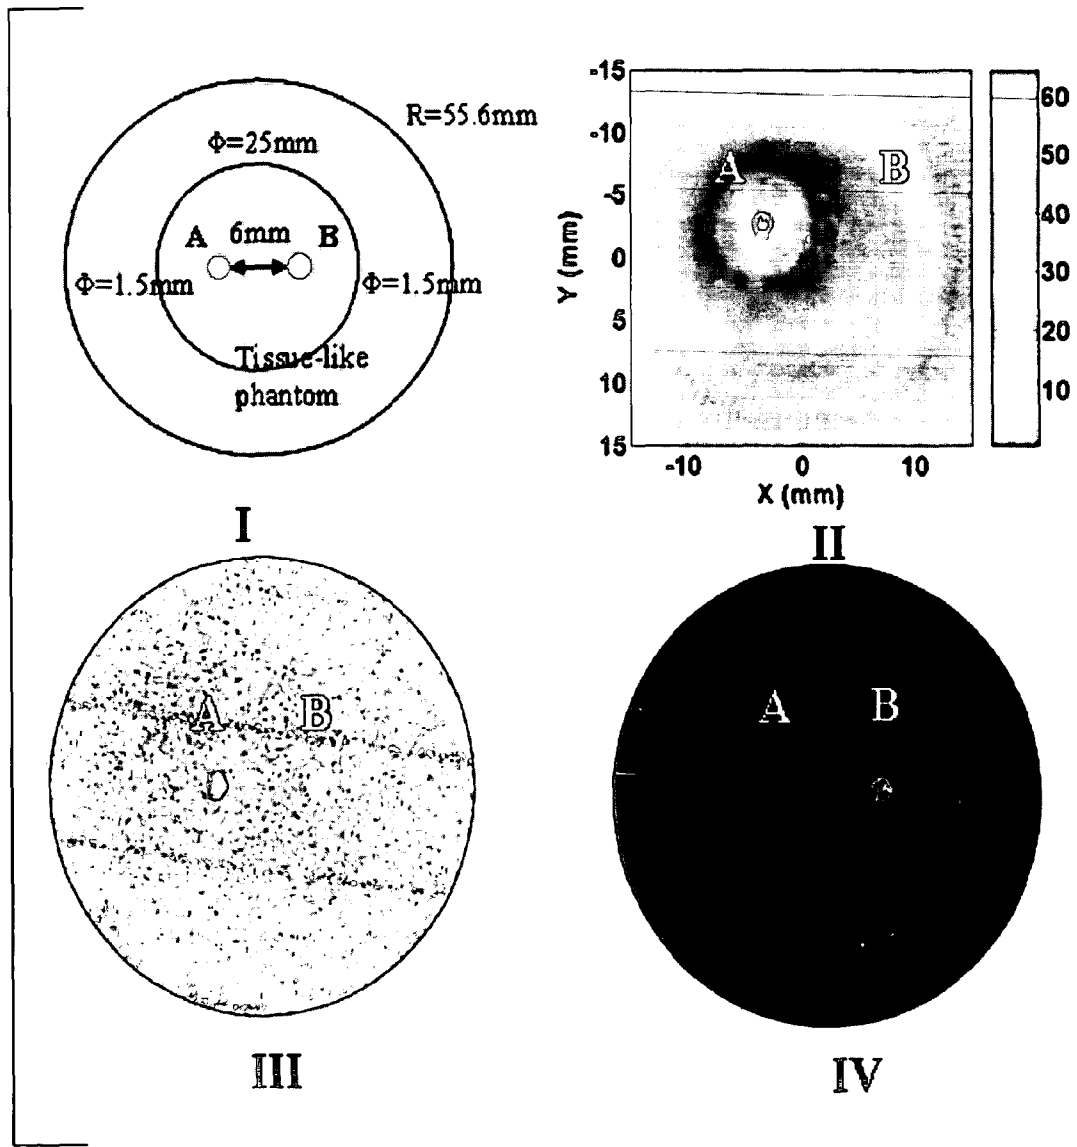 R=55.6mm
Φ=25mm
A 6mm B
Φ=1.5mm Φ=1.5mm
Tissue-like
phantom
I
-15
-10
-5
0
5
10
15
Y (mm)
-10 0 10
X (mm)
A B
60
50
40
30
20
10
II
A B
III
A B
IV